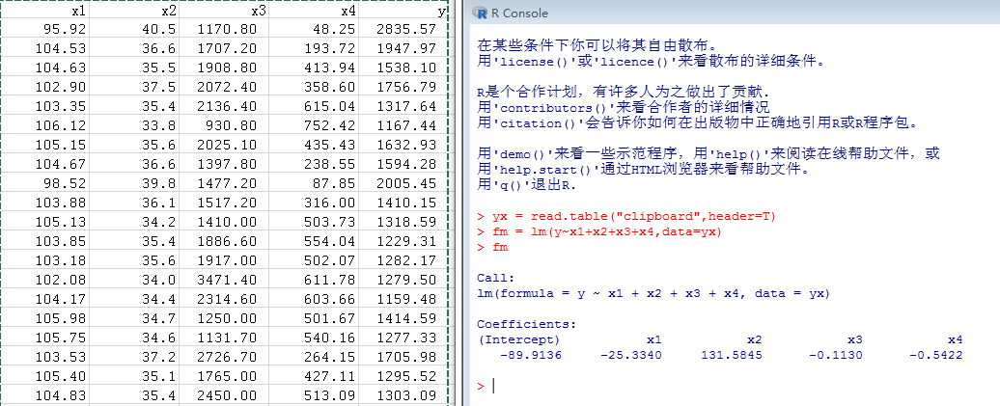 x1 x2 x3 x4 y
95.92 40.5 1170.80 48.25 2835.57
104.53 36.6 1707.20 193.72 1947.97
104.63 35.5 1908.80 413.94 1538.10
102.90 37.5 2072.40 358.60 1756.79
103.35 35.4 2136.40 615.04 1317.64
106.12 33.8 930.80 752.42 1167.44
105.15 35.6 2025.10 435.43 1632.93
104.67 36.6 1397.80 238.55 1594.28
98.52 39.8 1477.20 87.85 2005.45
103.88 36.1 1517.20 316.00 1410.15
105.13 34.2 1410.00 503.73 1318.59
103.85 35.4 1886.60 554.04 1229.31
103.18 35.6 1917.00 502.07 1282.17
102.08 34.0 3471.40 611.78 1279.50
104.17 34.4 2314.60 603.66 1159.48
105.98 34.7 1250.00 501.67 1414.59
105.75 34.6 1131.70 540.16 1277.33
103.53 37.2 2726.70 264.15 1705.98
105.40 35.1 1765.00 427.11 1295.52
104.83 35.4 2450.00 513.09 1303.09
R Console
在某些条件下你可以将其自由散布。
用'license()'或'licence()'来看散布的详细条件。
R是个合作计划，有许多人为之做出了贡献.
用'contributors()'来看合作者的详细情况
用'citation()'会告诉你如何在出版物中正确地引用R或R程序包。
用'demo()'来看一些示范程序，用'help()'来阅读在线帮助文件，或
用'help.start()'通过HTML浏览器来看帮助文件。
用'q()'退出R.
> yx = read.table("clipboard",header=T)
> fm = lm(y~x1+x2+x3+x4,data=yx)
> fm
Call:
lm(formula = y ~ x1 + x2 + x3 + x4, data = yx)
Coefficients:
(Intercept) x1 x2 x3 x4
-89.9136 -25.3340 131.5845 -0.1130 -0.5422
>